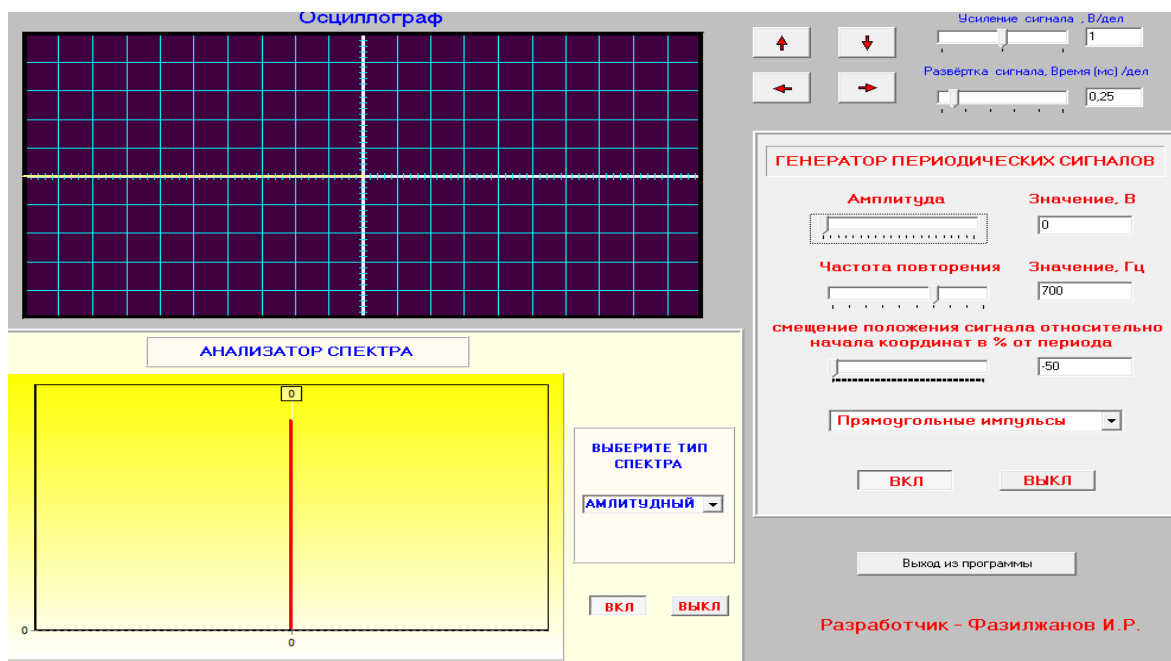 Осциллограф
Усиление сигнала , В/дел
1
Развёртка сигнала, Время (мс) /дел
0,25
ГЕНЕРАТОР ПЕРИОДИЧЕСКИХ СИГНАЛОВ
Амплитуда Значение, В
0
Частота повторения Значение, Гц
700
смещение положения сигнала относительно
начала координат в % от периода
-50
Прямоугольные импульсы
ВКЛ ВЫКЛ
АНАЛИЗАТОР СПЕКТРА
0
0
0
ВЫБЕРИТЕ ТИП
СПЕКТРА
АМЛИТУДНЫЙ
ВКЛ ВЫКЛ
Выход из программы
Разработчик - Фазилжанов И.Р.